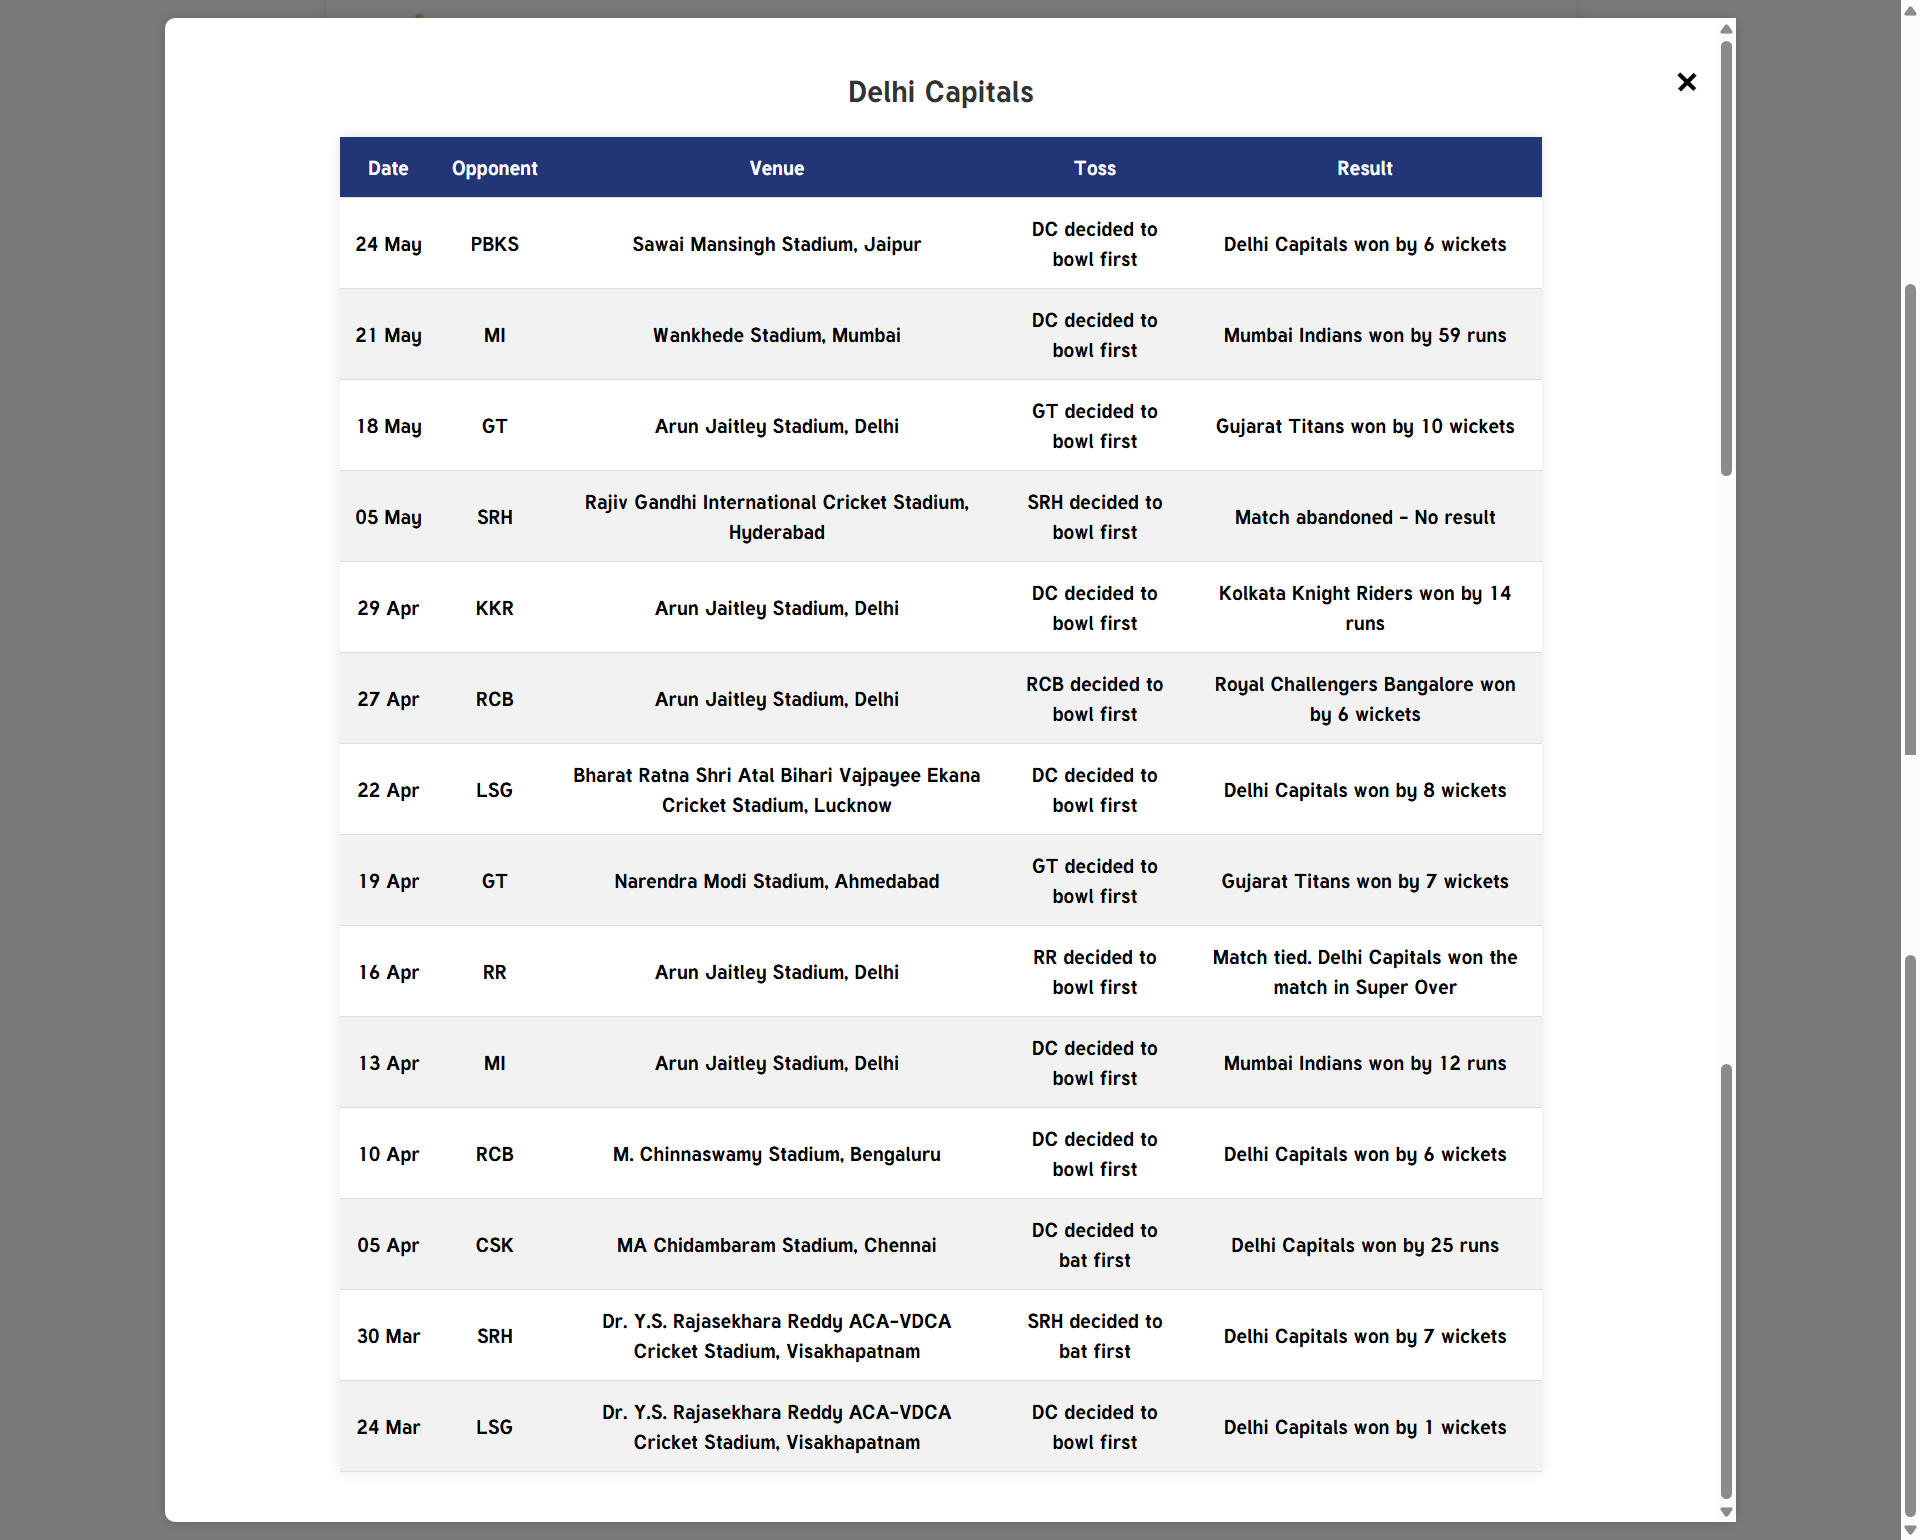 Delhi Capitals
Date Opponent Venue Toss Result
24 May PBKS Sawai Mansingh Stadium, Jaipur DC decided to bowl first Delhi Capitals won by 6 wickets
21 May MI Wankhede Stadium, Mumbai DC decided to bowl first Mumbai Indians won by 59 runs
18 May GT Arun Jaitley Stadium, Delhi GT decided to bowl first Gujarat Titans won by 10 wickets
05 May SRH Rajiv Gandhi International Cricket Stadium, Hyderabad SRH decided to bowl first Match abandoned - No result
29 Apr KKR Arun Jaitley Stadium, Delhi DC decided to bowl first Kolkata Knight Riders won by 14 runs
27 Apr RCB Arun Jaitley Stadium, Delhi RCB decided to bowl first Royal Challengers Bangalore won by 6 wickets
22 Apr LSG Bharat Ratna Shri Atal Bihari Vajpayee Ekana Cricket Stadium, Lucknow DC decided to bowl first Delhi Capitals won by 8 wickets
19 Apr GT Narendra Modi Stadium, Ahmedabad GT decided to bowl first Gujarat Titans won by 7 wickets
16 Apr RR Arun Jaitley Stadium, Delhi RR decided to bowl first Match tied. Delhi Capitals won the match in Super Over
13 Apr MI Arun Jaitley Stadium, Delhi DC decided to bowl first Mumbai Indians won by 12 runs
10 Apr RCB M. Chinnaswamy Stadium, Bengaluru DC decided to bowl first Delhi Capitals won by 6 wickets
05 Apr CSK MA Chidambaram Stadium, Chennai DC decided to bat first Delhi Capitals won by 25 runs
30 Mar SRH Dr. Y.S. Rajasekhara Reddy ACA-VDCA Cricket Stadium, Visakhapatnam SRH decided to bat first Delhi Capitals won by 7 wickets
24 Mar LSG Dr. Y.S. Rajasekhara Reddy ACA-VDCA Cricket Stadium, Visakhapatnam DC decided to bowl first Delhi Capitals won by 1 wickets